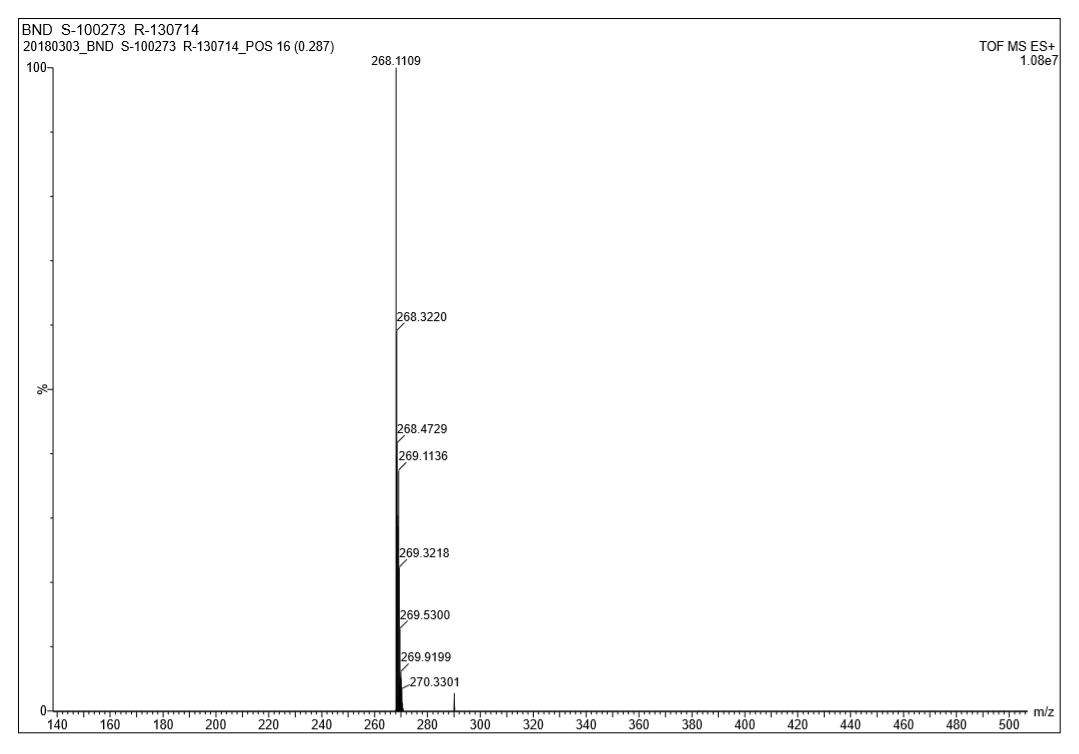 BND S-100273 R-130714
20180303_BND S-100273 R-130714_POS 16 (0.287)
TOF MS ES+
1.08e7
100
268.1109
268.3220
%
268.4729
269.1136
269.3218
269.5300
269.9199
270.3301
0
140 160 180 200 220 240 260 280 300 320 340 360 380 400 420 440 460 480 500 m/z